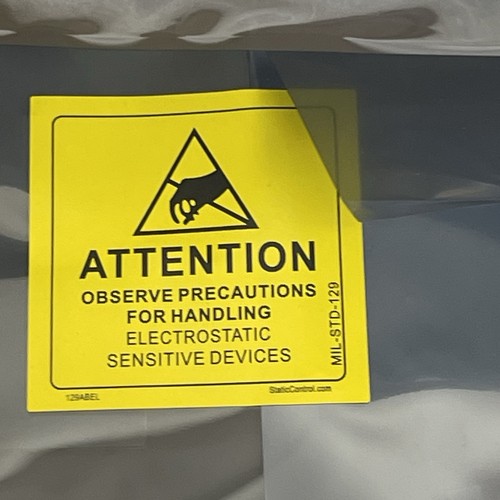 ATTENTION
OBSERVE PRECAUTIONS
FOR HANDLING
ELECTROSTATIC
SENSITIVE DEVICES
MIL-STD-129
129ABEL
StaticControl.com